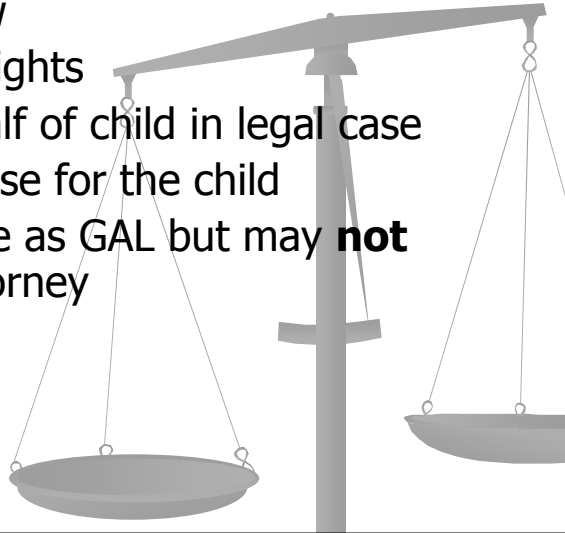 ights
alf of child in legal case
se for the child
e as GAL but may not
orney